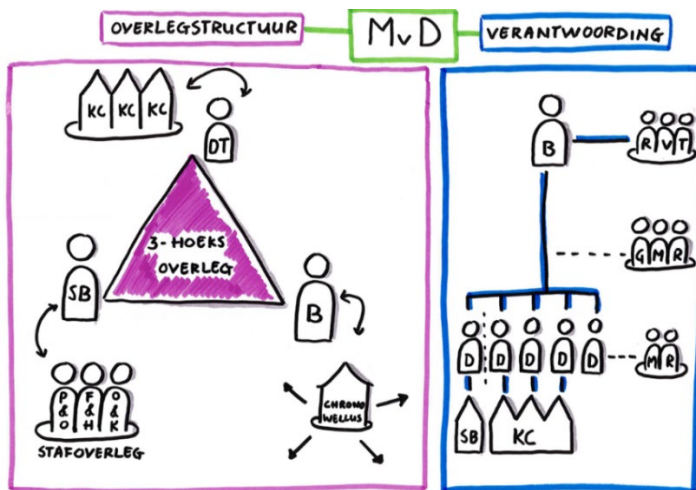 OVERLEGSTRUCTUUR
MvD
VERANTWOORDING
KC KC KC
DT
3-HOEKS
OVERLEG
SB
B
P&O
F&H
O&K
STAFOVERLEG
CHRONO
WELLUS
B
RVT
GMR
D D D D D
MR
SB
KC